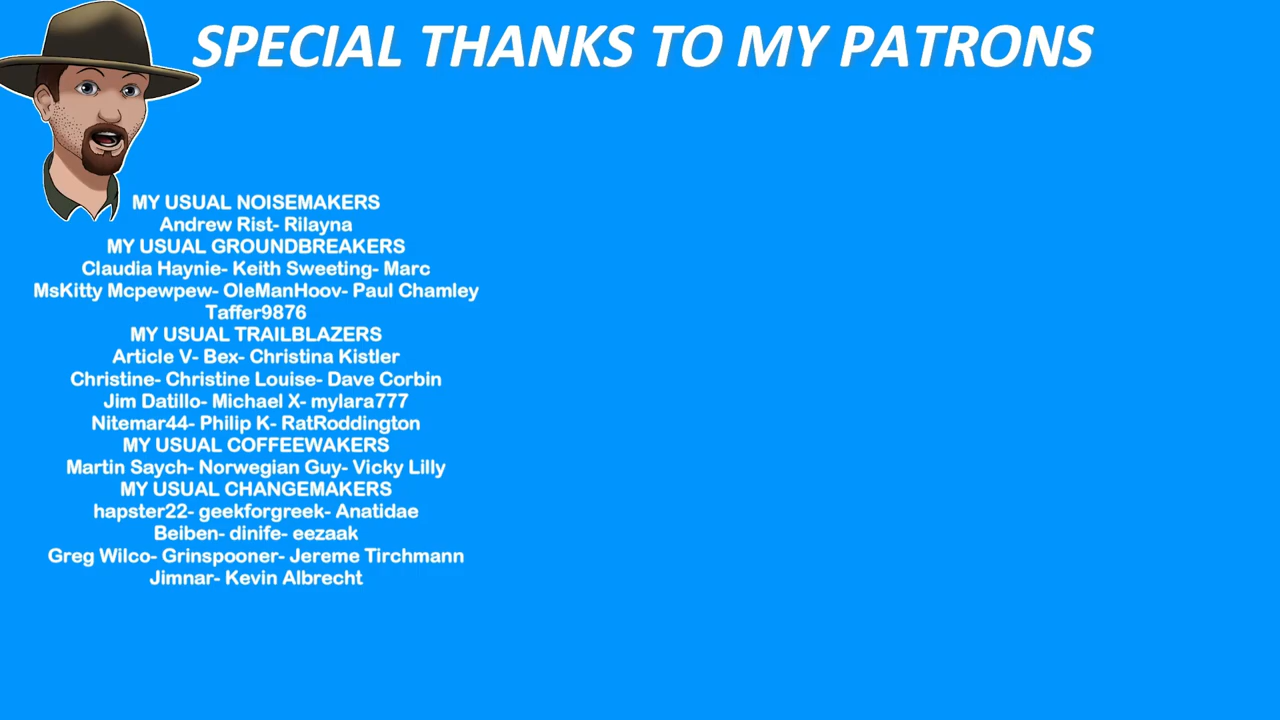 SPECIAL THANKS TO MY PATRONS
MY USUAL NOISEMAKERS
Andrew Rist- Rilayna
MY USUAL GROUNDBREAKERS
Claudia Haynie- Keith Sweeting- Marc
MsKitty Mcpewpew- OleManHoov- Paul Chamley
Taffer9876
MY USUAL TRAILBLAZERS
Article V- Bex- Christina Kistler
Christine- Christine Louise- Dave Corbin
Jim Datillo- Michael X- mylara777
Nitemar44- Philip K- RatRoddington
MY USUAL COFFEEWAKERS
Martin Saych- Norwegian Guy- Vicky Lilly
MY USUAL CHANGEMAKERS
hapster22- geekforgreek- Anatidae
Beiben- dinife- eezaak
Greg Wilco- Grinspooner- Jereme Tirchmann
Jimnar- Kevin Albrecht